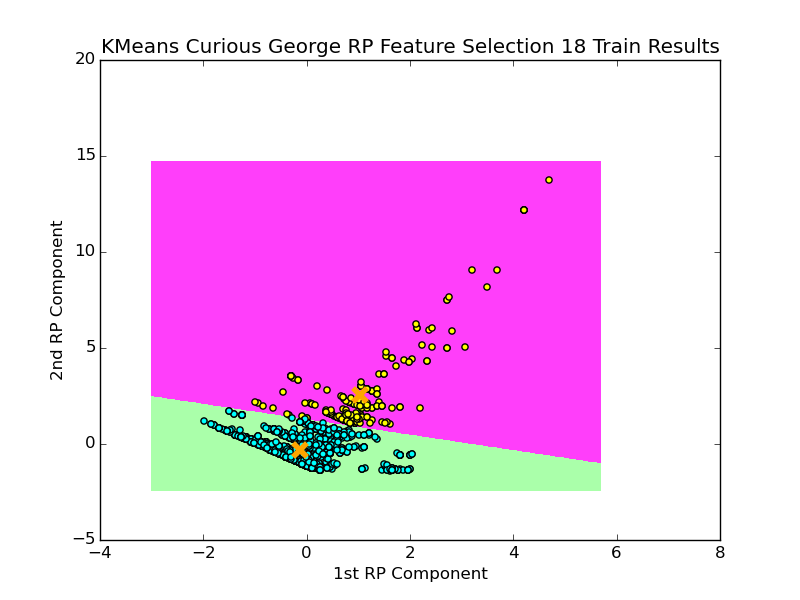 KMeans Curious George RP Feature Selection 18 Train Results
20
15
10
5
0
−5
2nd RP Component
−4 −2 0 2 4 6 8
1st RP Component